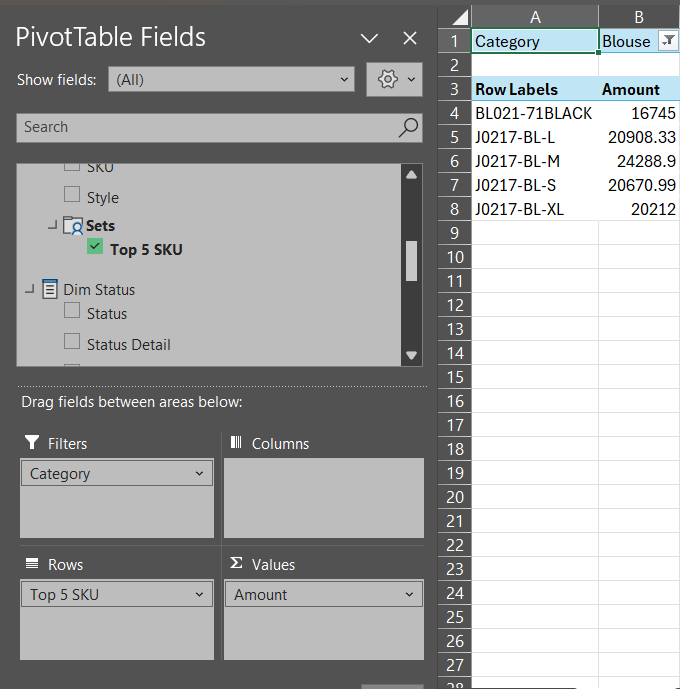 PivotTable Fields
Show fields: (All)
Search
SKU
Style
Sets
Top 5 SKU
Dim Status
Status
Status Detail
Drag fields between areas below:
Filters
Columns
Category
Rows
Σ Values
Top 5 SKU
Amount
A B
1 Category Blouse
2
3 Row Labels Amount
4 BL021-71BLACK 16745
5 J0217-BL-L 20908.33
6 J0217-BL-M 24288.9
7 J0217-BL-S 20670.99
8 J0217-BL-XL 20212
9
10
11
12
13
14
15
16
17
18
19
20
21
22
23
24
25
26
27
28